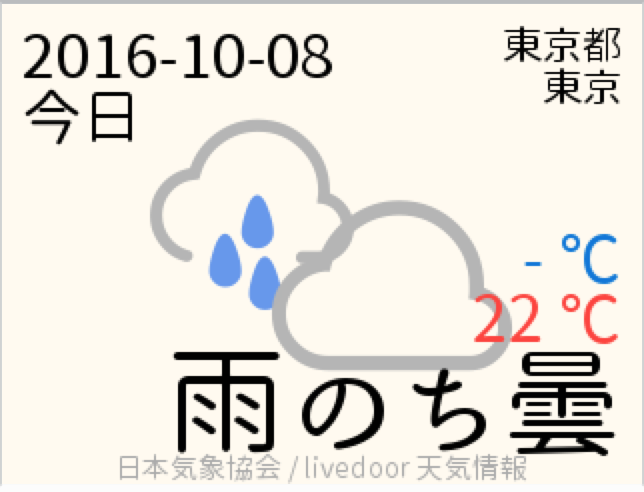 2016-10-08
今日
東京都
東京
- ℃
22 ℃
雨のち曇
日本気象協会 / livedoor 天気情報